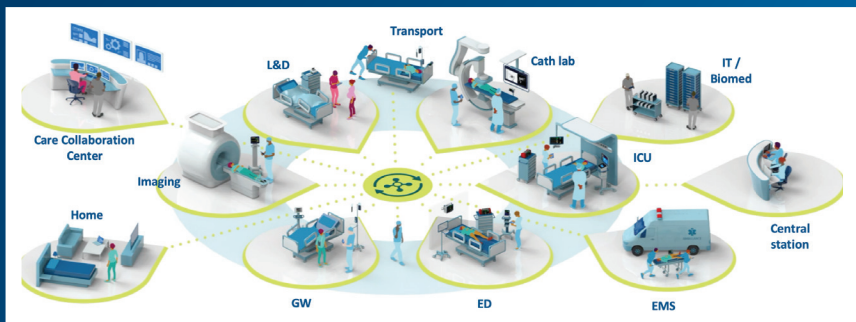 Transport
L&D
Cath lab
IT /
Biomed
Care Collaboration
Center
Imaging
ICU
Home
Central
station
GW
ED
EMS